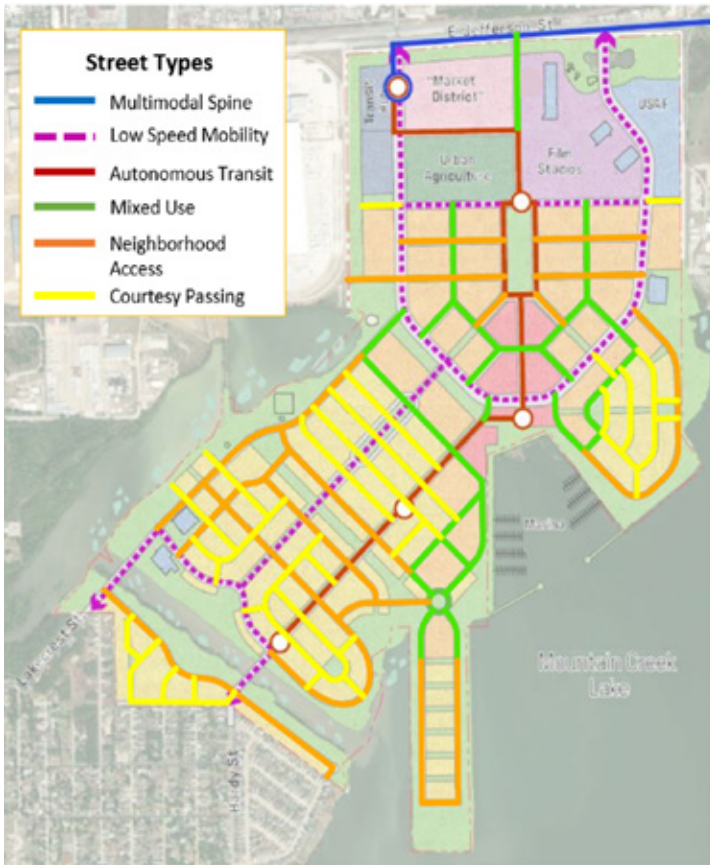 E. Jefferson St
Street Types
Multimodal Spine
Low Speed Mobility
Autonomous Transit
Mixed Use
Neighborhood
Access
Courtesy Passing
Transit
"Market
District"
USAF
Urban
Agriculture
Film
Studios
Marina
Mountain Creek
Lake
Lakecrest St
Hardy St